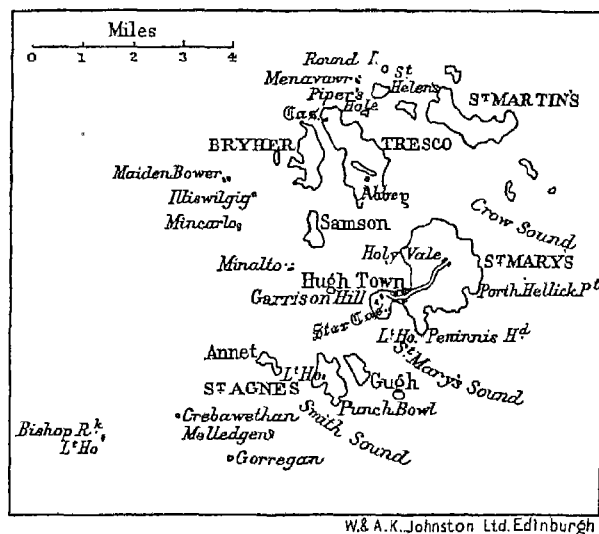 Miles
0 1 2 3 4
Round I.
Menavawr
St
Helen's
Piper's
Hole
ST MARTIN'S
Cas.
BRYHER
TRESCO
Maiden Bower
Illiswilgig
Abbey
Mincarlo
Crow Sound
Samson
Holy Vale
ST MARYS
Minalto
Hugh Town
Garrison Hill
Porth Hellick Pt
Star Cas.
Lt Ho. Peninnis Hd
St Mary's Sound
Annet
Lt Ho.
ST AGNES
Gugh
Punch Bowl
Smith Sound
Crebawethan
Melledgen
Bishop Rk
Lt Ho
Gorregan
W. & A.K. Johnston Ltd. Edinburgh